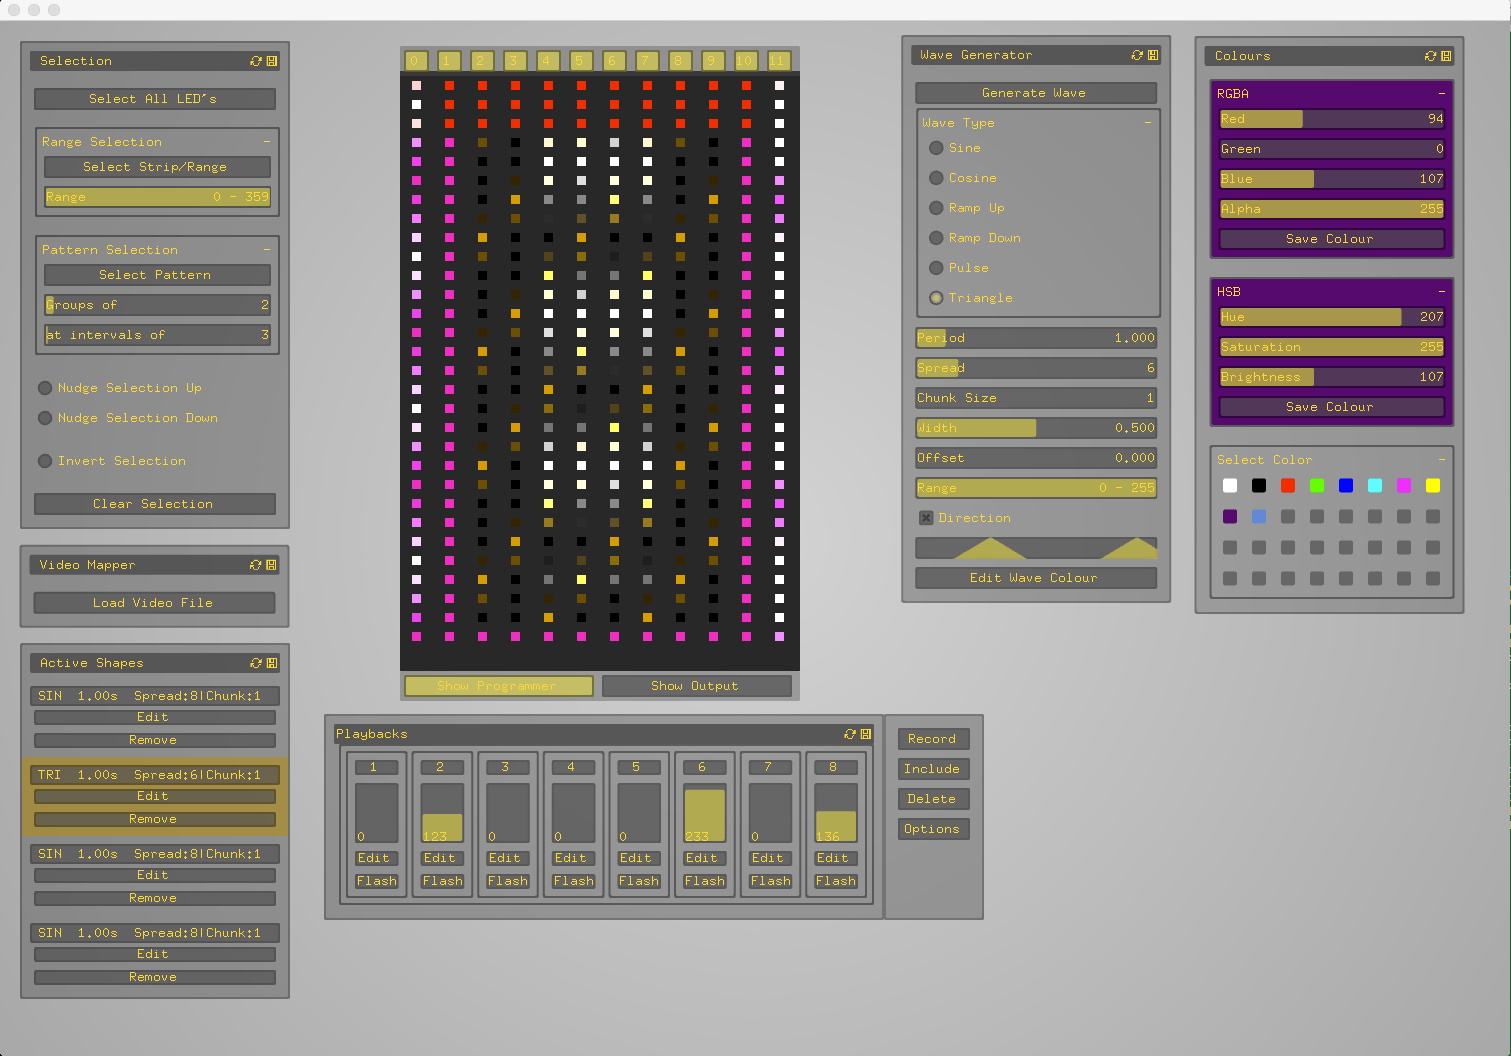 Selection
Select All LED's
Range Selection -
Select Strip/Range
Range 0 - 359
Pattern Selection -
Select Pattern
Groups of 2
at intervals of 3
Nudge Selection Up
Nudge Selection Down
Invert Selection
Clear Selection
Video Mapper
Load Video File
Active Shapes
SIN 1.00s Spread:8|Chunk:1
Edit
Remove
TRI 1.00s Spread:6|Chunk:1
Edit
Remove
SIN 1.00s Spread:8|Chunk:1
Edit
Remove
SIN 1.00s Spread:8|Chunk:1
Edit
Remove
0 1 2 3 4 5 6 7 8 9 10 11
Show Programmer Show Output
Playbacks
1 2 3 4 5 6 7 8
0 123 0 0 0 233 0 136
Edit Edit Edit Edit Edit Edit Edit Edit
Flash Flash Flash Flash Flash Flash Flash Flash
Record
Include
Delete
Options
Wave Generator
Generate Wave
Wave Type -
Sine
Cosine
Ramp Up
Ramp Down
Pulse
Triangle
Period 1.000
Spread 6
Chunk Size 1
Width 0.500
Offset 0.000
Range 0 - 255
Direction
Edit Wave Colour
Colours
RGBA -
Red 94
Green 0
Blue 107
Alpha 255
Save Colour
HSB -
Hue 207
Saturation 255
Brightness 107
Save Colour
Select Color -